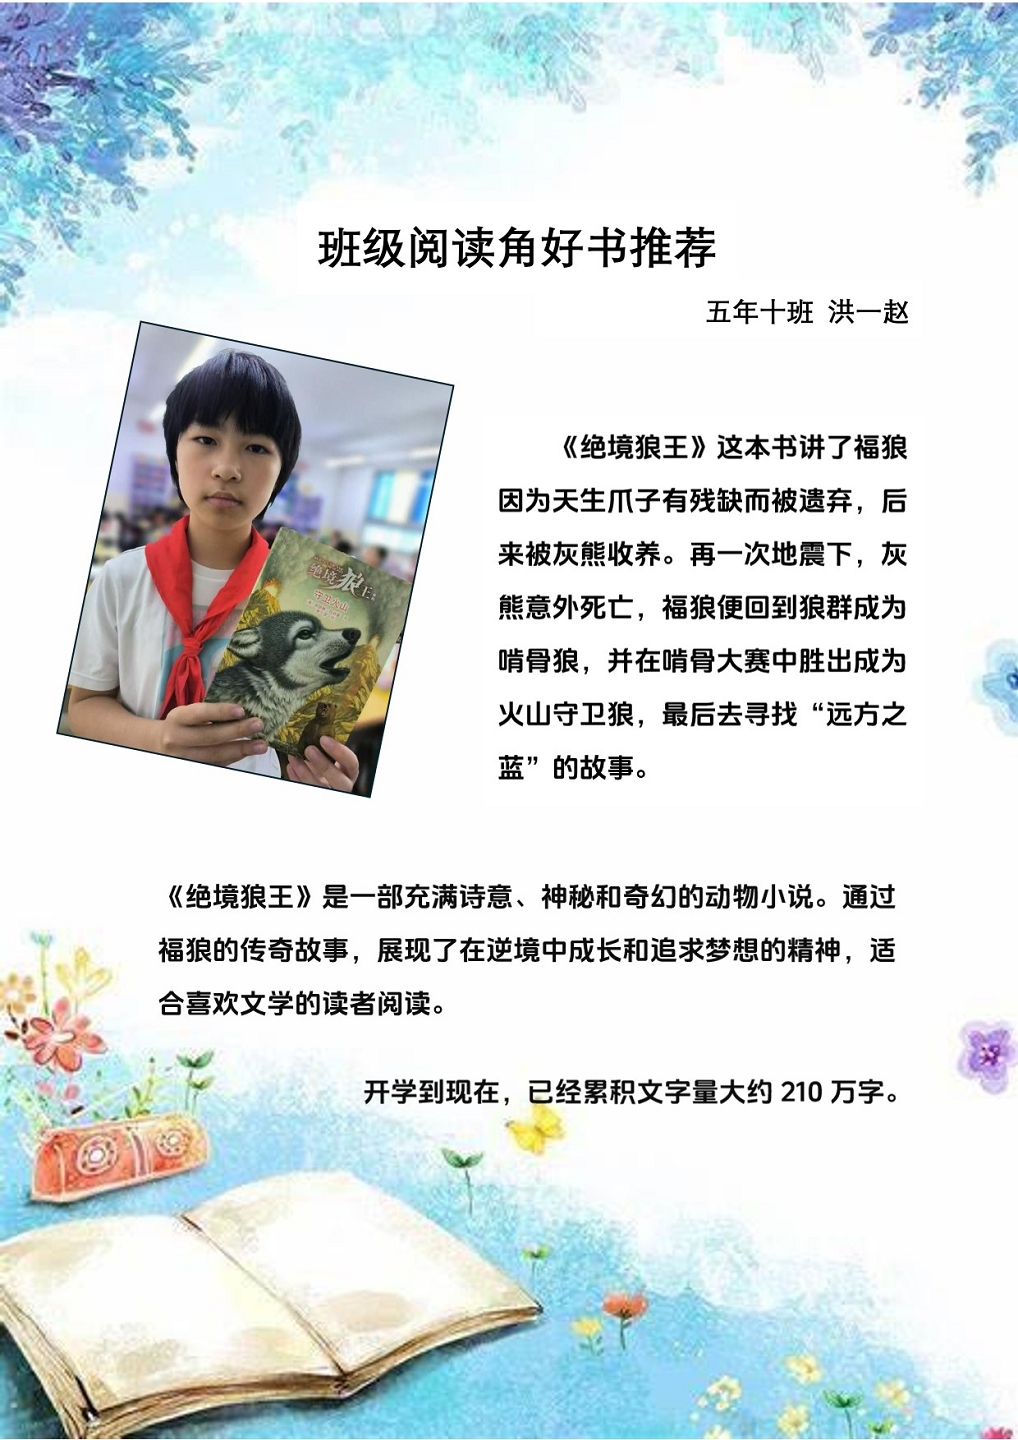 班级阅读角好书推荐
五年十班 洪一赵
《绝境狼王》这本书讲了福狼
因为天生爪子有残缺而被遗弃，后
来被灰熊收养。再一次地震下，灰
熊意外死亡，福狼便回到狼群成为
啃骨狼，并在啃骨大赛中胜出成为
火山守卫狼，最后去寻找“远方之
蓝”的故事。
绝境狼王
《绝境狼王》是一部充满诗意、神秘和奇幻的动物小说。通过
福狼的传奇故事，展现了在逆境中成长和追求梦想的精神，适
合喜欢文学的读者阅读。
开学到现在，已经累积文字量大约 210 万字。